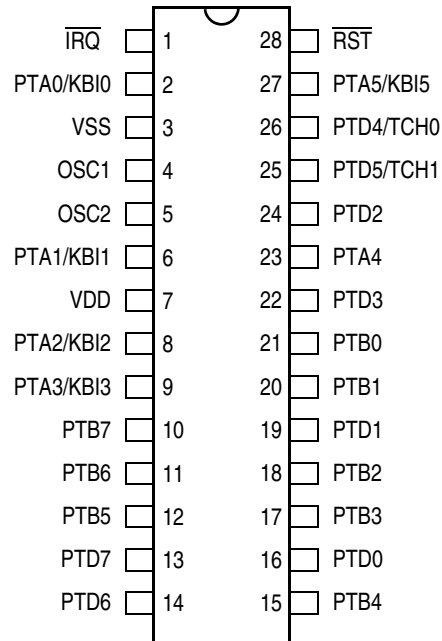 IRQ 1 28 RST
PTA0/KBI0 2 27 PTA5/KBI5
VSS 3 26 PTD4/TCH0
OSC1 4 25 PTD5/TCH1
OSC2 5 24 PTD2
PTA1/KBI1 6 23 PTA4
VDD 7 22 PTD3
PTA2/KBI2 8 21 PTB0
PTA3/KBI3 9 20 PTB1
PTB7 10 19 PTD1
PTB6 11 18 PTB2
PTB5 12 17 PTB3
PTD7 13 16 PTD0
PTD6 14 15 PTB4